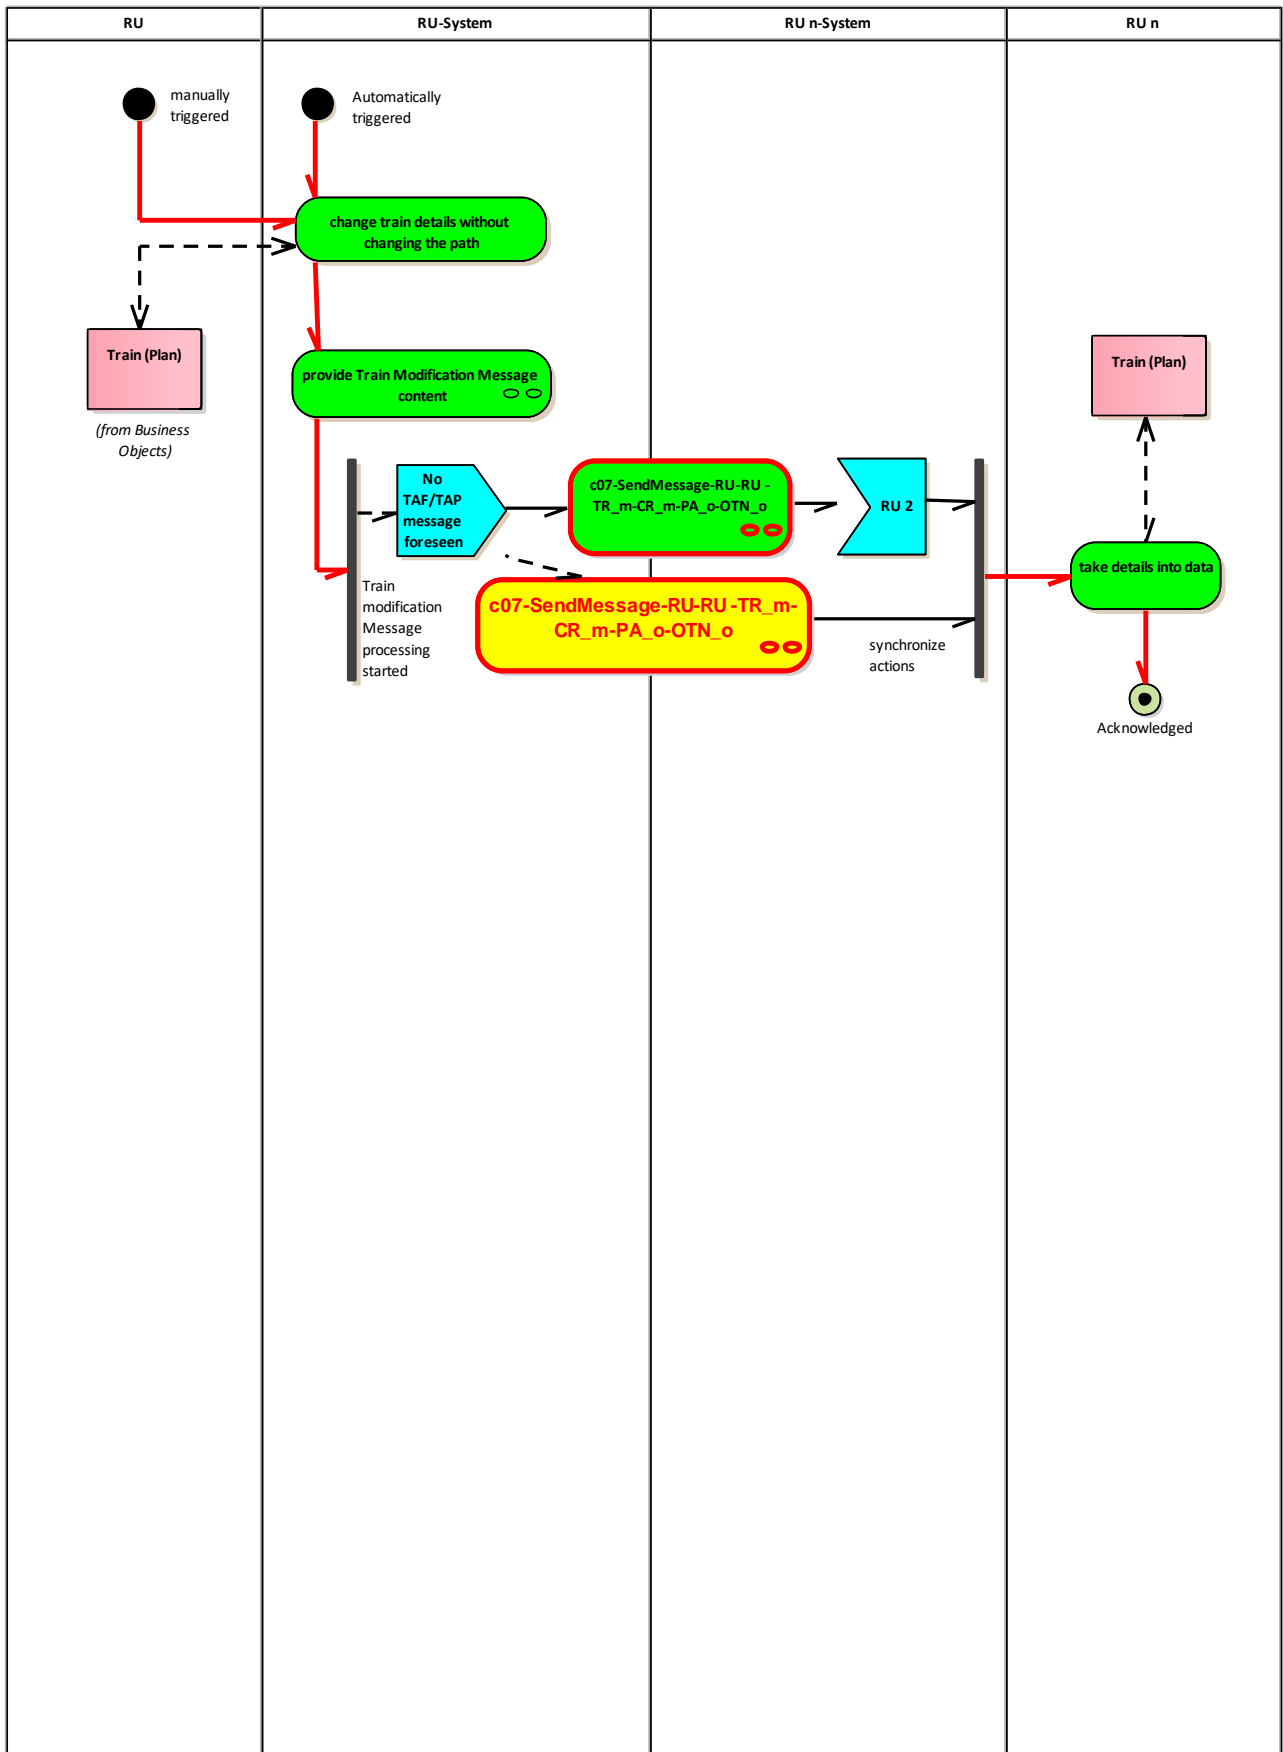 RU
RU-System
RU n-System
RU n
manually
triggered
Automatically
triggered
change train details without
changing the path
Train (Plan)
(from Business
Objects)
provide Train Modification Message
content
Train (Plan)
No
TAF/TAP
message
foreseen
c07-SendMessage-RU-RU -
TR_m-CR_m-PA_o-OTN_o
RU 2
take details into data
Train
modification
Message
processing
started
c07-SendMessage-RU-RU -TR_m-
CR_m-PA_o-OTN_o
synchronize
actions
Acknowledged